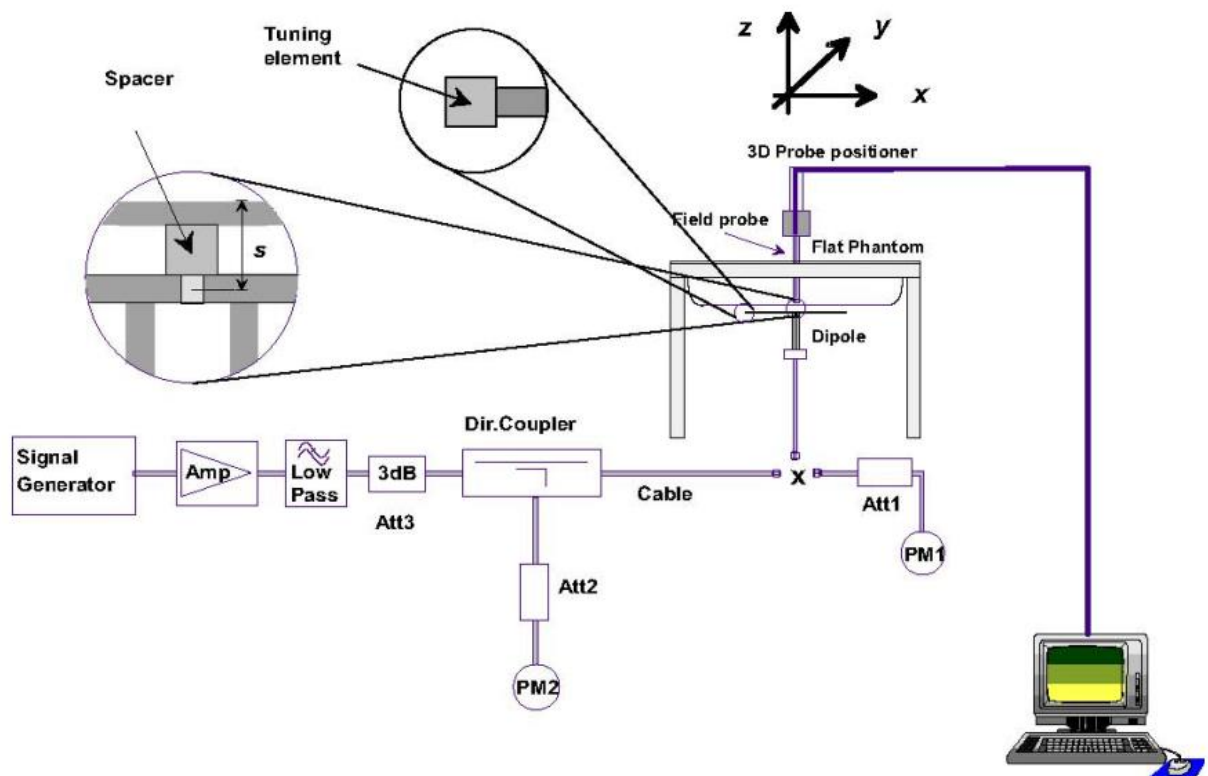 Tuning
element
Spacer
s
z
y
x
3D Probe positioner
Field probe
Flat Phantom
Dipole
Dir.Coupler
Signal
Generator
Amp
Low
Pass
3dB
Att3
Cable
x
Att1
PM1
Att2
PM2